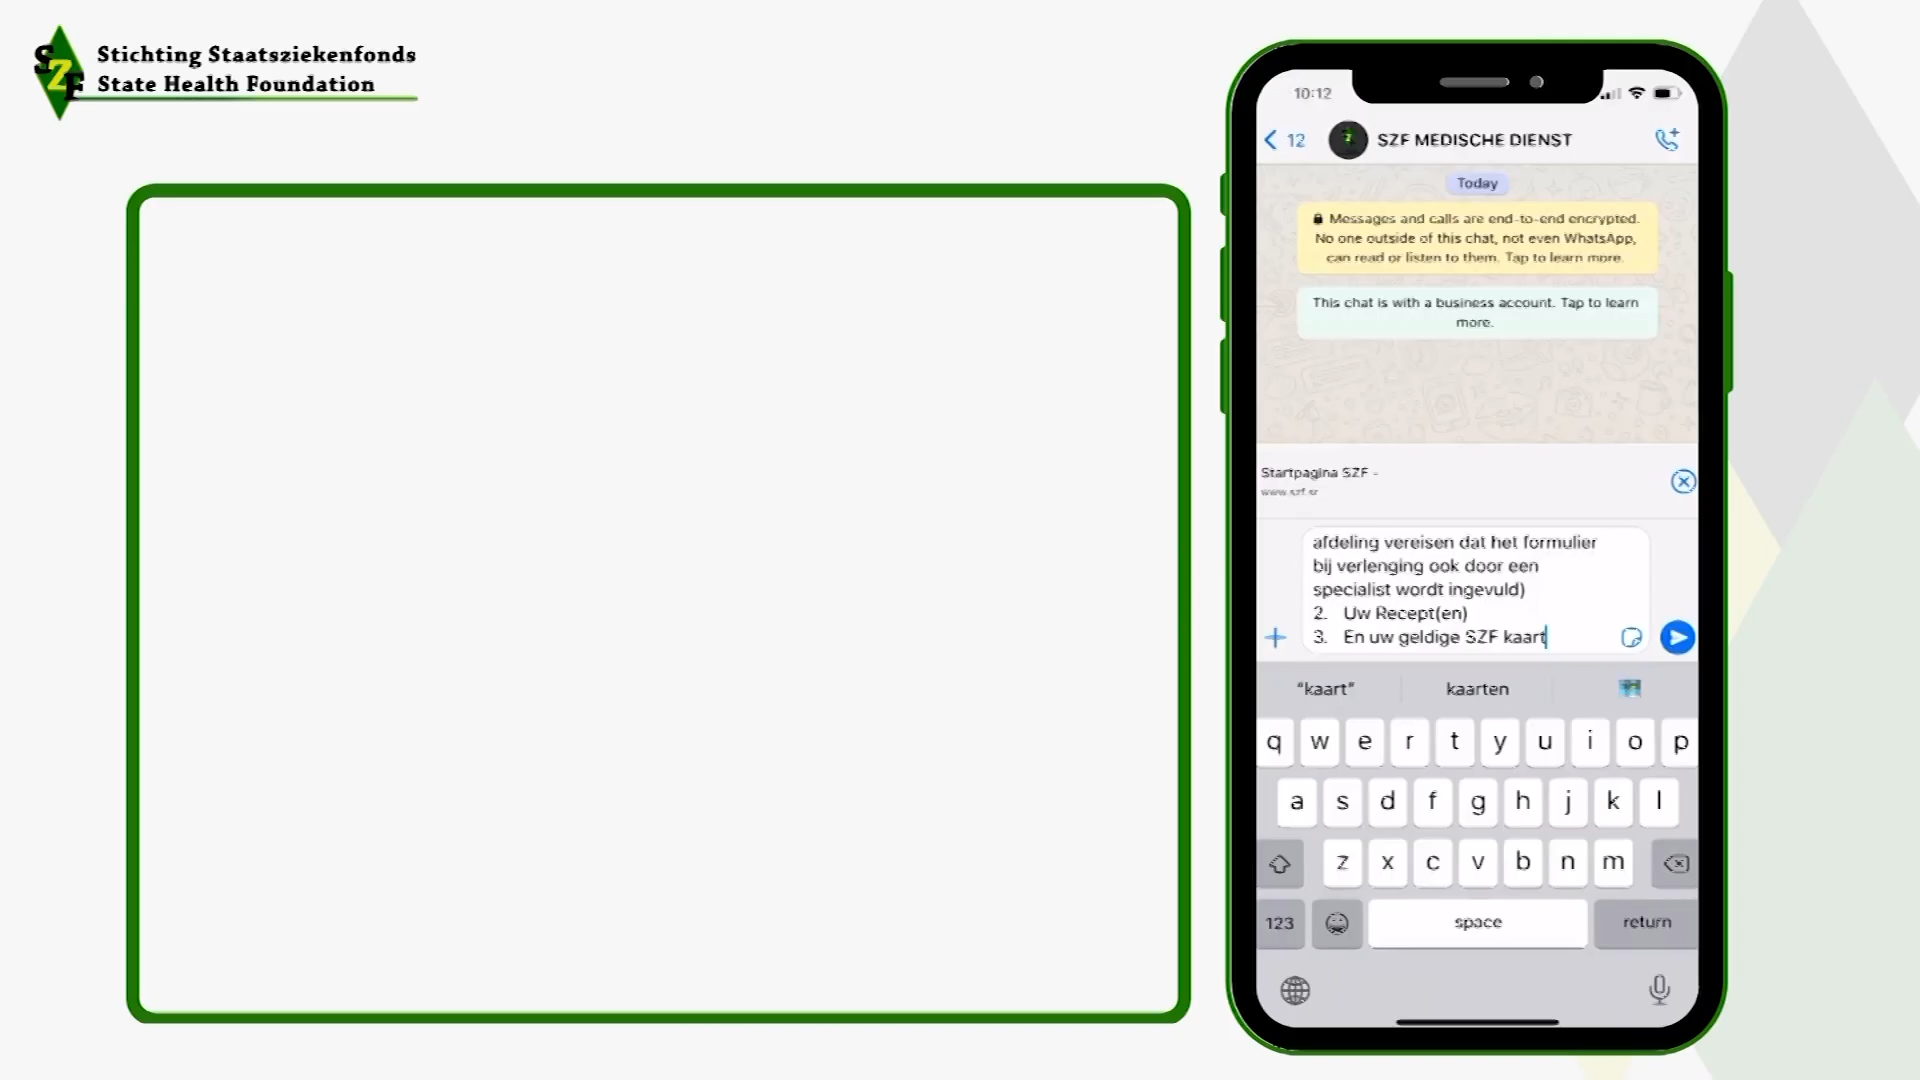 SZF
Stichting Staatsziekenfonds
State Health Foundation
10:12
12
SZF MEDISCHE DIENST
Today
Messages and calls are end-to-end encrypted.
No one outside of this chat, not even WhatsApp,
can read or listen to them. Tap to learn more.
This chat is with a business account. Tap to learn
more.
Startpagina SZF -
www.szf.sr
afdeling vereisen dat het formulier
bij verlenging ook door een
specialist wordt ingevuld)
2. Uw Recept(en)
3. En uw geldige SZF kaart
"kaart" kaarten
q w e r t y u i o p
a s d f g h j k l
z x c v b n m
123 space return